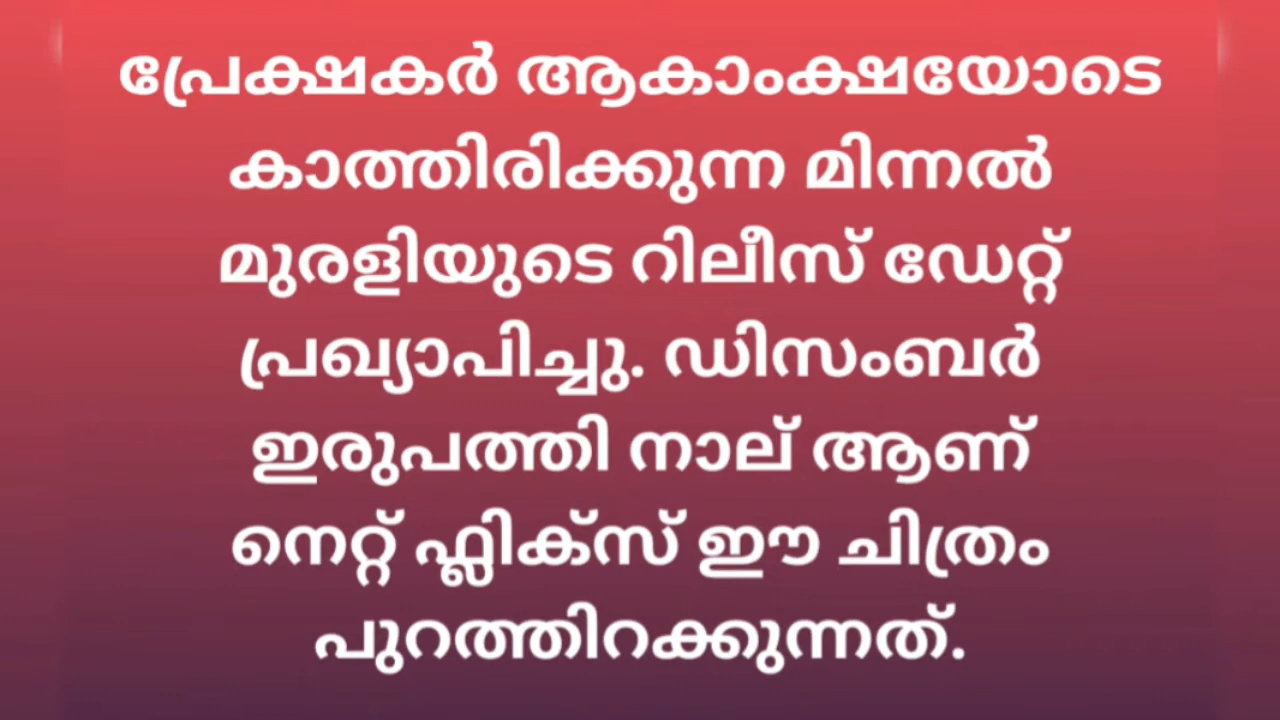 പ്രേക്ഷകർ ആകാംക്ഷയോടെ
കാത്തിരിക്കുന്ന മിന്നൽ
മുരളിയുടെ റിലീസ് ഡേറ്റ്
പ്രഖ്യാപിച്ചു. ഡിസംബർ
ഇരുപത്തി നാല് ആണ്
നെറ്റ് ഫ്ലിക്സ് ഈ ചിത്രം
പുറത്തിറക്കുന്നത്.